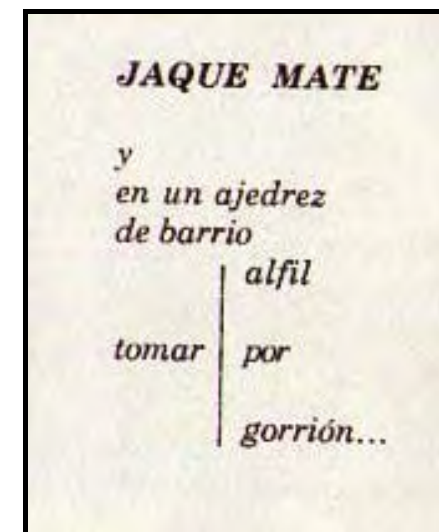 JAQUE MATE
y
en un ajedrez
de barrio
alfil
tomar por
gorrión...